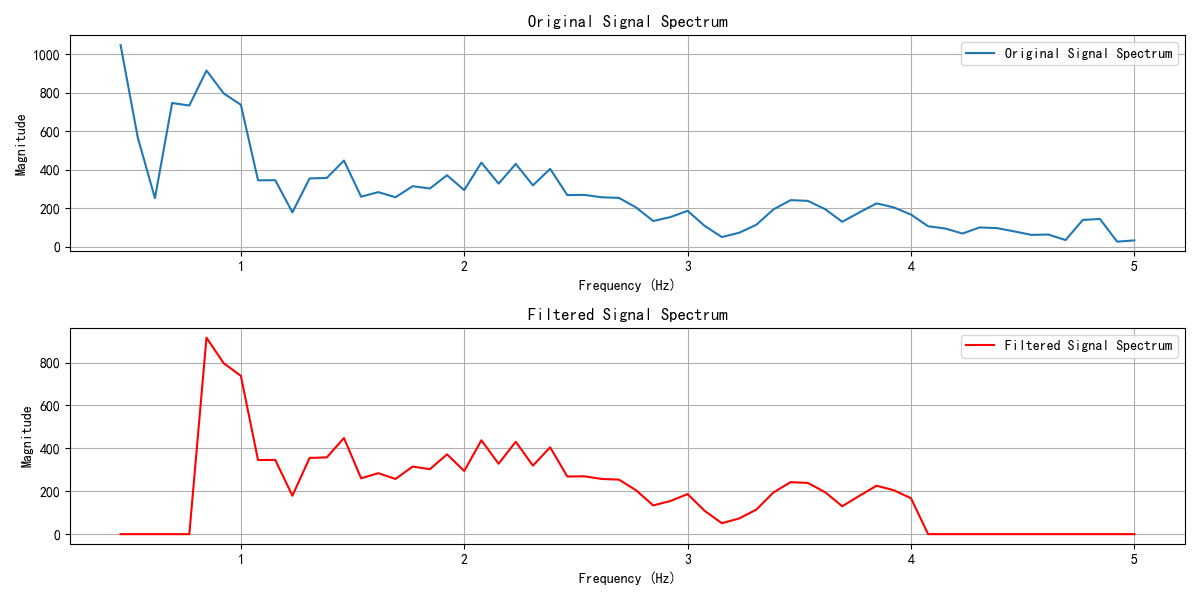 Original Signal Spectrum
Original Signal Spectrum
Magnitude
1000
800
600
400
200
0
1 2 3 4 5
Frequency (Hz)
Filtered Signal Spectrum
Filtered Signal Spectrum
Magnitude
800
600
400
200
0
1 2 3 4 5
Frequency (Hz)